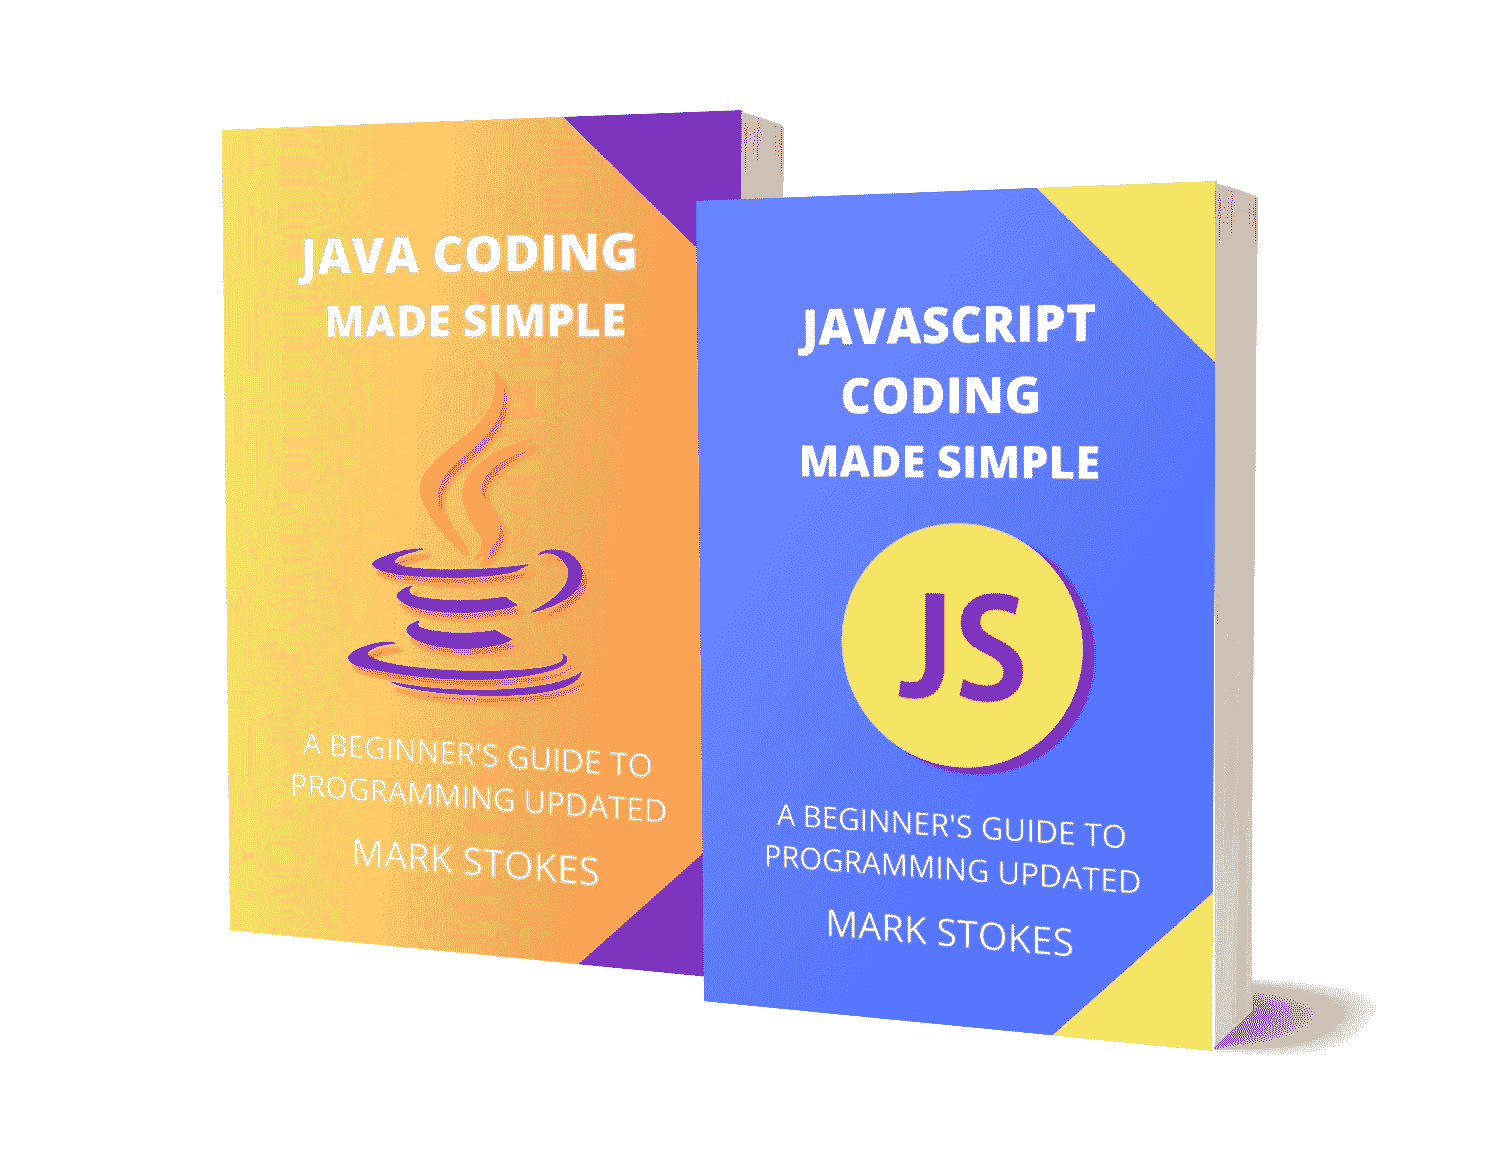 JAVA CODING
MADE SIMPLE
A BEGINNER'S GUIDE TO
PROGRAMMING UPDATED
MARK STOKES
JAVASCRIPT
CODING
MADE SIMPLE
JS
A BEGINNER'S GUIDE TO
PROGRAMMING UPDATED
MARK STOKES